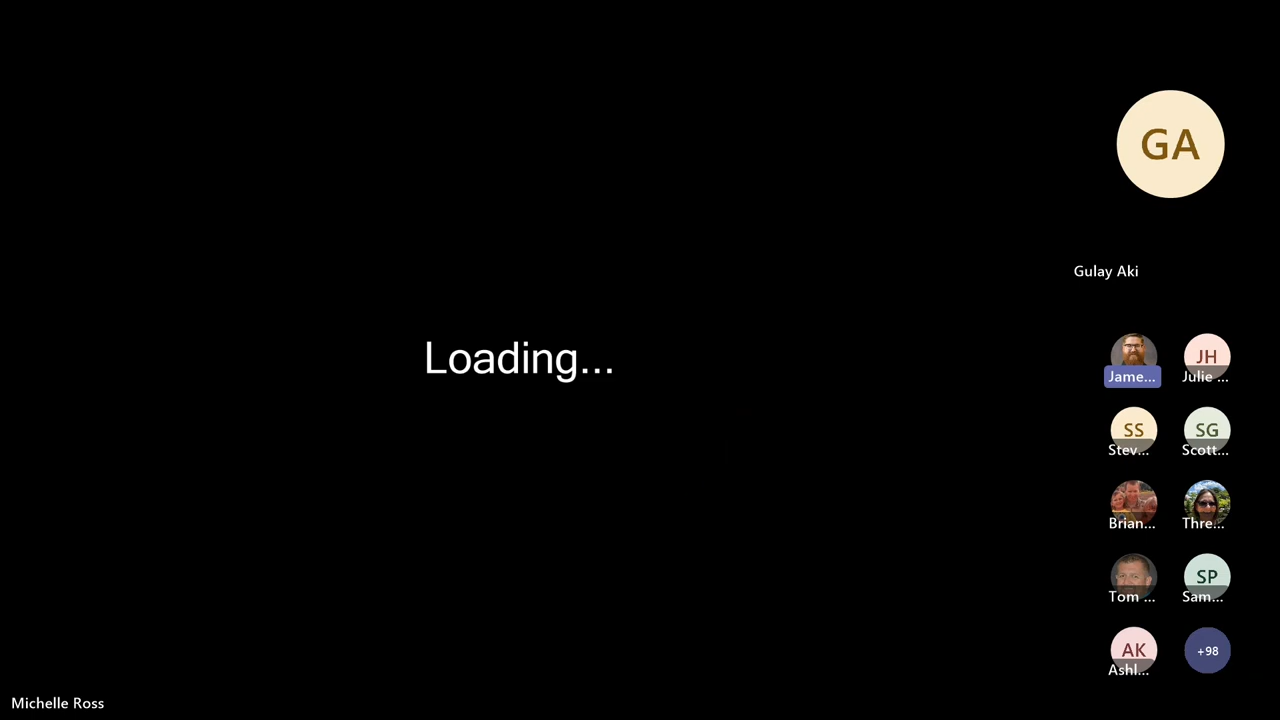 GA
Gulay Aki
Loading...
Jame...
JH
Julie ...
SS
Stev...
SG
Scott...
Brian...
Thre...
Tom ...
SP
Sam...
AK
Ashl...
+98
Michelle Ross